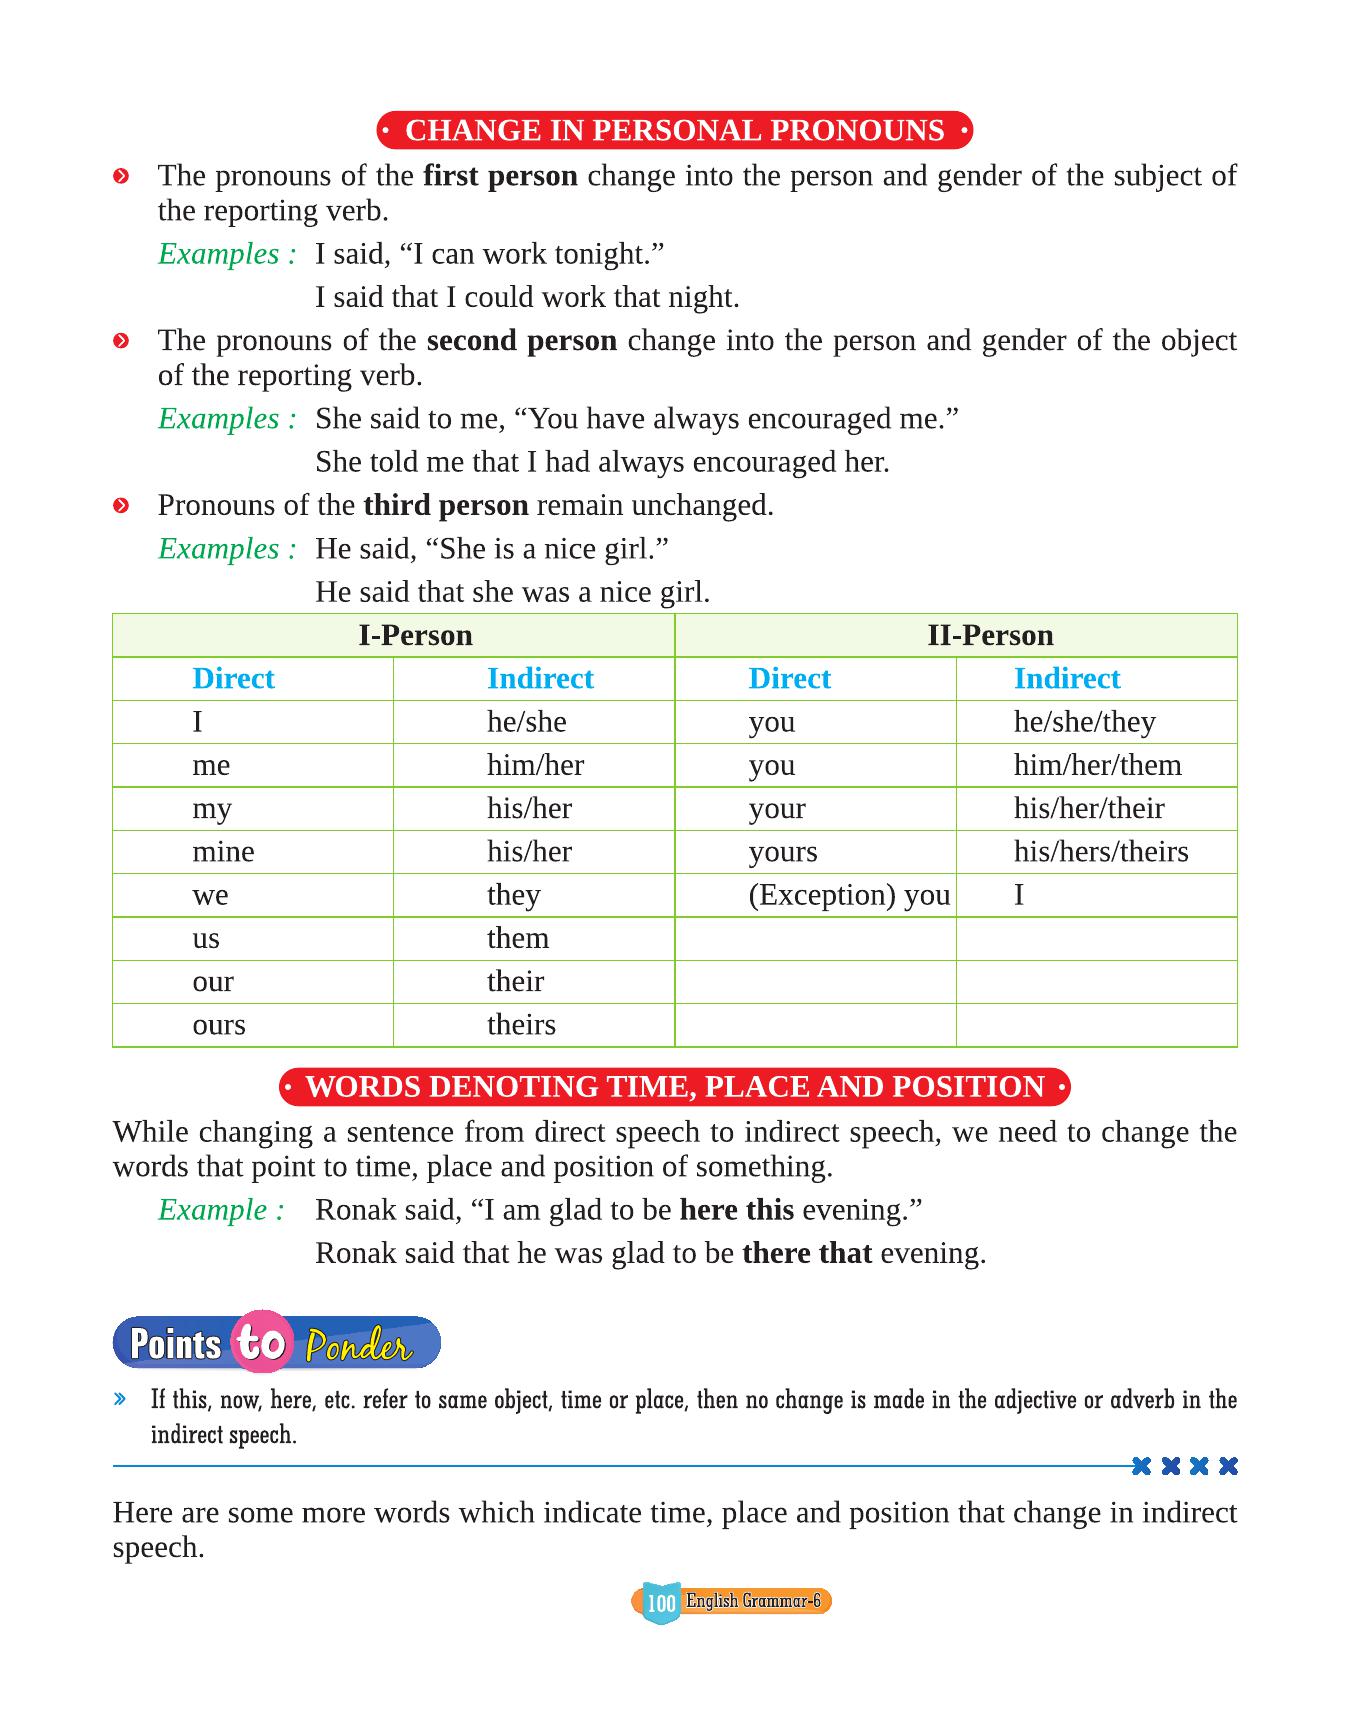 • CHANGE IN PERSONAL PRONOUNS •
The pronouns of the first person change into the person and gender of the subject of
the reporting verb.
Examples : I said, “I can work tonight.”
I said that I could work that night.
The pronouns of the second person change into the person and gender of the object
of the reporting verb.
Examples : She said to me, “You have always encouraged me.”
She told me that I had always encouraged her.
Pronouns of the third person remain unchanged.
Examples : He said, “She is a nice girl.”
He said that she was a nice girl.
I-Person II-Person
Direct Indirect Direct Indirect
I he/she you he/she/they
me him/her you him/her/them
my his/her your his/her/their
mine his/her yours his/hers/theirs
we they (Exception) you I
us them
our their
ours theirs
• WORDS DENOTING TIME, PLACE AND POSITION •
While changing a sentence from direct speech to indirect speech, we need to change the
words that point to time, place and position of something.
Example : Ronak said, “I am glad to be here this evening.”
Ronak said that he was glad to be there that evening.
Points to Ponder
» If this, now, here, etc. refer to same object, time or place, then no change is made in the adjective or adverb in the
indirect speech.
Here are some more words which indicate time, place and position that change in indirect
speech.
100 English Grammar-6